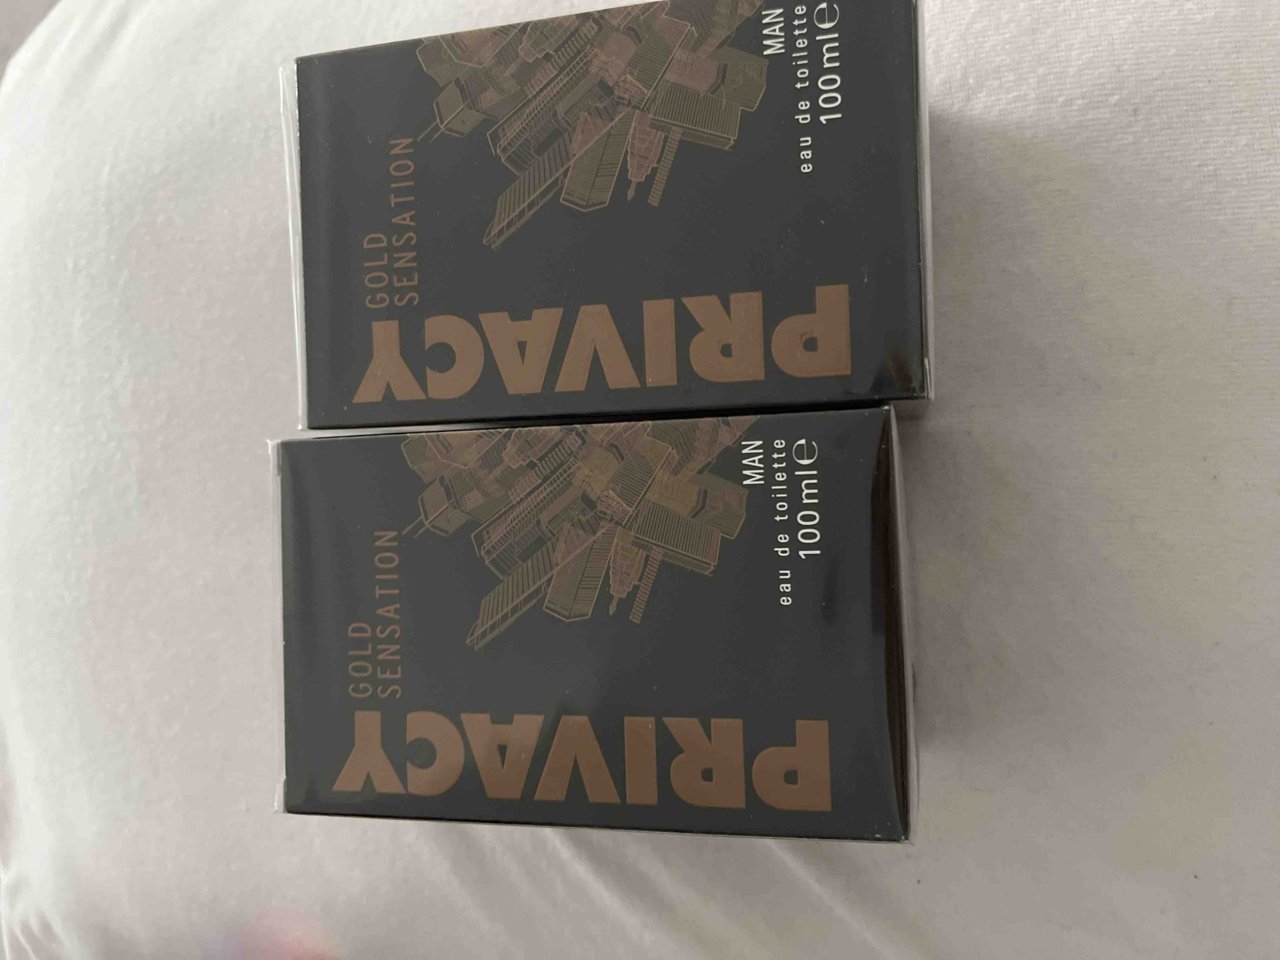 PRIVACY
GOLD
SENSATION
MAN
eau de toilette
100 ml e
PRIVACY
GOLD
SENSATION
MAN
eau de toilette
100 ml e